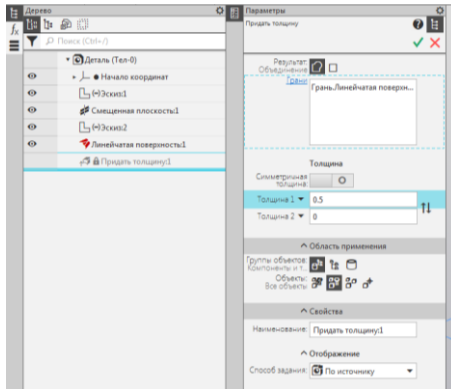 Дерево
Поиск (Ctrl+/)
Деталь (Тел-0)
Начало координат
(-)Эскиз:1
Смещенная плоскость:1
(-)Эскиз:2
Линейчатая поверхность:1
Придать толщину:1
Параметры
Придать толщину
Результат:
Объединение
Грани
Грань.Линейчатая поверхн...
Толщина
Симметричная
толщина:
Толщина 1
0.5
Толщина 2
0
Область применения
Группы объектов:
Компоненты и т...
Объекты:
Все объекты
Свойства
Наименование:
Придать толщину:1
Отображение
Способ задания:
По источнику